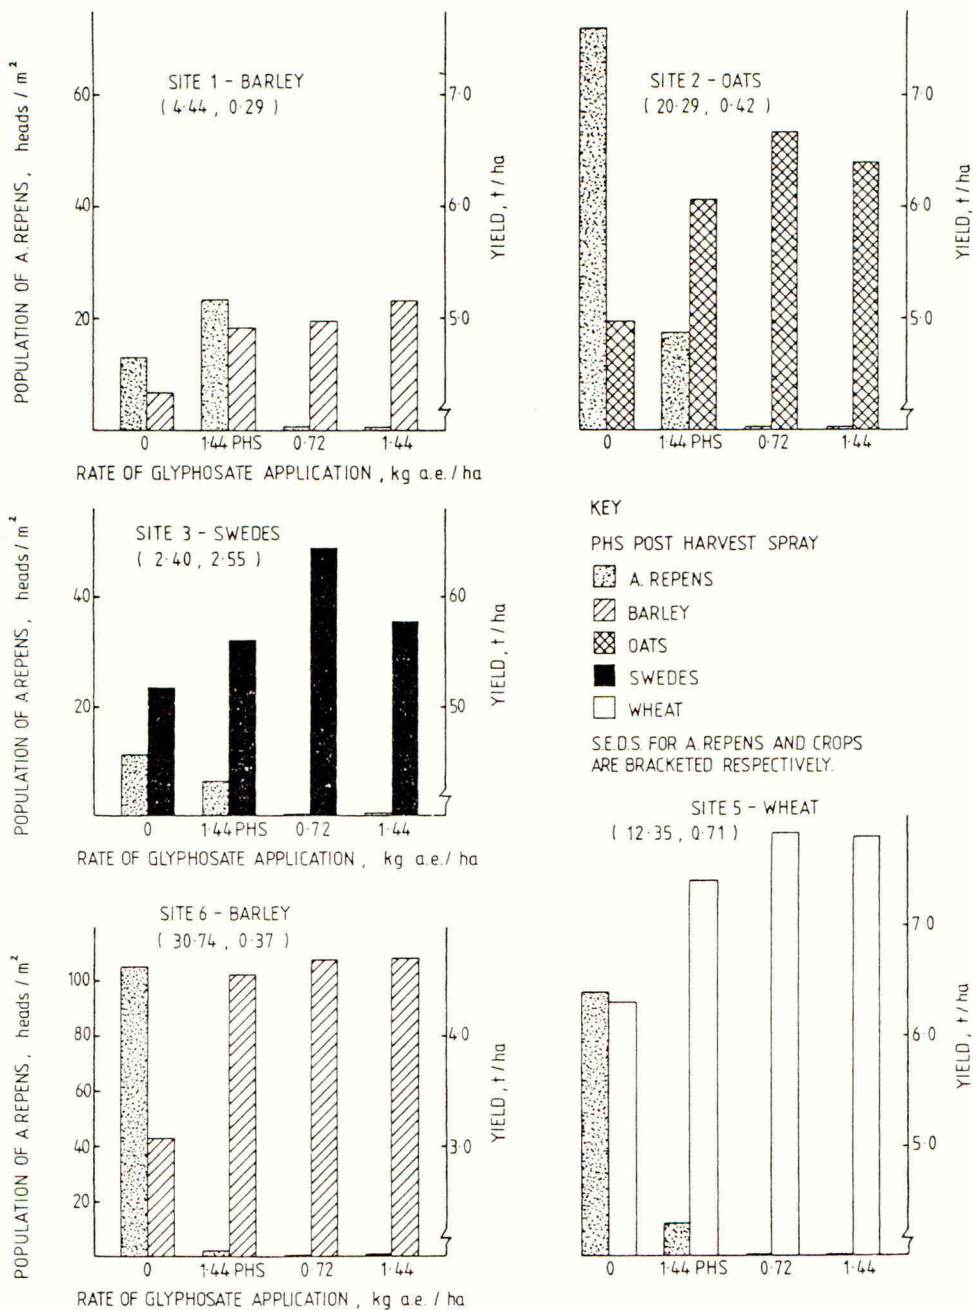 POPULATION OF A.REPENS, heads/m²
60
40
20
SITE 1 - BARLEY
( 4·44 , 0·29 )
7·0
6·0
5·0
YIELD, t/ha
0 1·44 PHS 0·72 1·44
RATE OF GLYPHOSATE APPLICATION , kg a.e./ha
SITE 2 - OATS
( 20·29 , 0·42 )
7·0
6·0
5·0
YIELD, t/ha
0 1·44 PHS 0·72 1·44
POPULATION OF A.REPENS, heads/m²
40
20
SITE 3 - SWEDES
( 2·40 , 2·55 )
60
50
YIELD, t/ha
0 1·44 PHS 0·72 1·44
RATE OF GLYPHOSATE APPLICATION , kg a.e./ha
KEY
PHS POST HARVEST SPRAY
A. REPENS
BARLEY
OATS
SWEDES
WHEAT
S.E.D.S. FOR A.REPENS AND CROPS
ARE BRACKETED RESPECTIVELY.
POPULATION OF A.REPENS, heads/m²
100
80
60
40
20
SITE 6 - BARLEY
( 30·74 , 0·37 )
4·0
3·0
YIELD, t/ha
0 1·44 PHS 0·72 1·44
RATE OF GLYPHOSATE APPLICATION , kg a.e./ha
SITE 5 - WHEAT
( 12·35 , 0·71 )
7·0
6·0
5·0
YIELD, t/ha
0 1·44 PHS 0·72 1·44